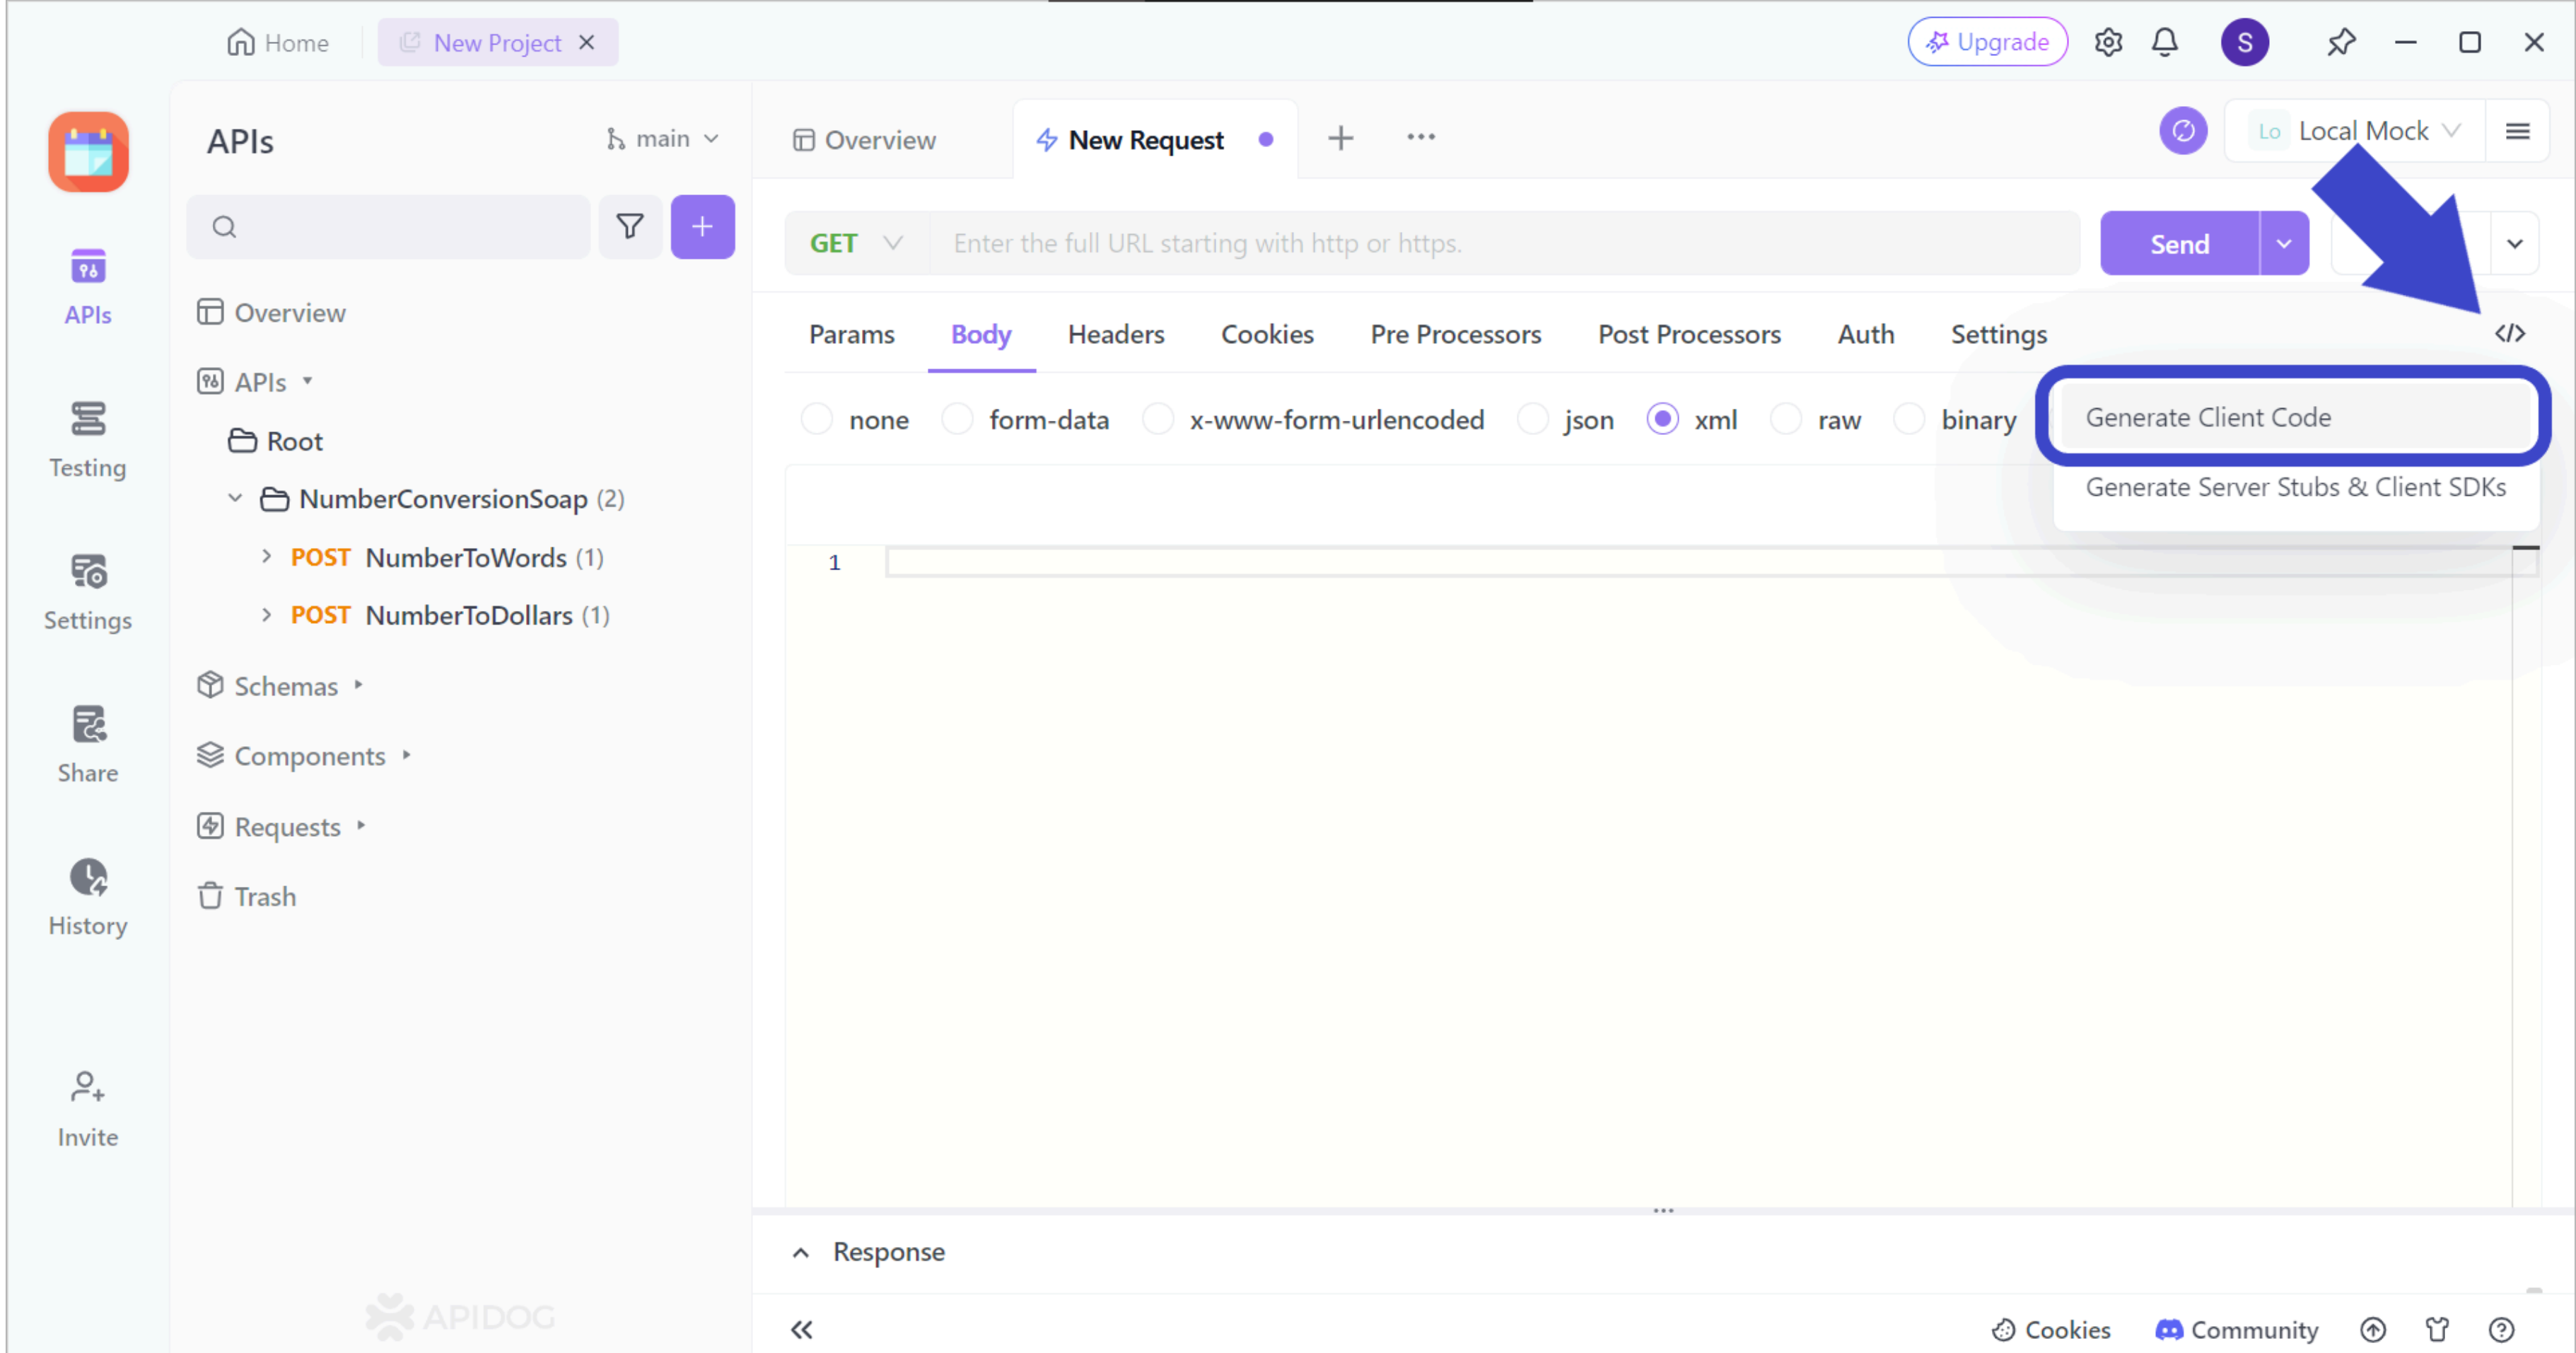 Home New Project Upgrade S
APIs main
Overview New Request Lo Local Mock
GET Enter the full URL starting with http or https. Send
APIs
Testing
Settings
Share
History
Invite
Overview
APIs
Root
NumberConversionSoap (2)
POST NumberToWords (1)
POST NumberToDollars (1)
Schemas
Components
Requests
Trash
APIDOG
Params Body Headers Cookies Pre Processors Post Processors Auth Settings </>
none form-data x-www-form-urlencoded json xml raw binary
Generate Client Code
Generate Server Stubs & Client SDKs
1
Response
Cookies Community